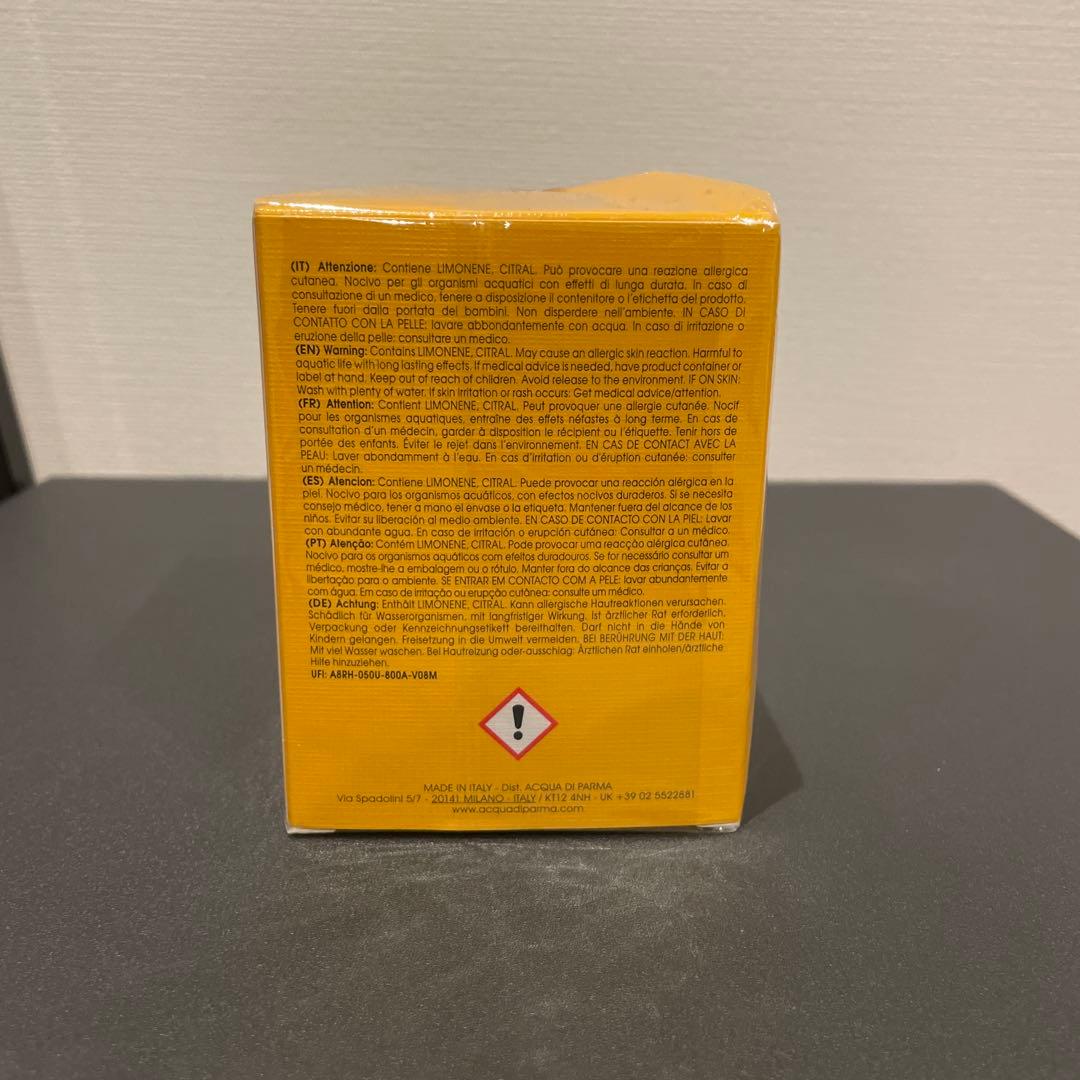 (IT) Attenzione: Contiene LIMONENE, CITRAL. Può provocare una reazione allergica
cutanea. Nocivo per gli organismi acquatici con effetti di lunga durata. In caso di
consultazione di un medico, tenere a disposizione il contenitore o l'etichetta del prodotto.
Tenere fuori dalla portata dei bambini. Non disperdere nell'ambiente. IN CASO DI
CONTATTO CON LA PELLE: lavare abbondantemente con acqua. In caso di irritazione o
eruzione della pelle: consultare un medico.
(EN) Warning: Contains LIMONENE, CITRAL. May cause an allergic skin reaction. Harmful to
aquatic life with long lasting effects. If medical advice is needed, have product container or
label at hand. Keep out of reach of children. Avoid release to the environment. IF ON SKIN:
Wash with plenty of water. If skin irritation or rash occurs: Get medical advice/attention.
(FR) Attention: Contient LIMONENE, CITRAL. Peut provoquer une allergie cutanée. Nocif
pour les organismes aquatiques, entraîne des effets néfastes à long terme. En cas de
consultation d'un médecin, garder à disposition le récipient ou l'étiquette. Tenir hors de
portée des enfants. Éviter le rejet dans l'environnement. EN CAS DE CONTACT AVEC LA
PEAU: Laver abondamment à l'eau. En cas d'irritation ou d'éruption cutanée: consulter
un médecin.
(ES) Atencion: Contiene LIMONENE, CITRAL. Puede provocar una reacción alérgica en la
piel. Nocivo para los organismos acuáticos, con efectos nocivos duraderos. Si se necesita
consejo médico, tener a mano el envase o la etiqueta. Mantener fuera del alcance de los
niños. Evitar su liberación al medio ambiente. EN CASO DE CONTACTO CON LA PIEL: Lavar
con abundante agua. En caso de irritación o erupción cutánea: Consultar a un médico.
(PT) Atenção: Contém LIMONENE, CITRAL. Pode provocar uma reacção alérgica cutânea.
Nocivo para os organismos aquáticos com efeitos duradouros. Se for necessário consultar um
médico, mostre-lhe a embalagem ou o rótulo. Manter fora do alcance das crianças. Evitar a
libertação para o ambiente. SE ENTRAR EM CONTACTO COM A PELE: lavar abundantemente
com água. Em caso de irritação ou erupção cutânea: consulte um médico.
(DE) Achtung: Enthält LIMONENE, CITRAL. Kann allergische Hautreaktionen verursachen.
Schädlich für Wasserorganismen, mit langfristiger Wirkung. Ist ärztlicher Rat erforderlich,
Verpackung oder Kennzeichnungsetikett bereithalten. Darf nicht in die Hände von
Kindern gelangen. Freisetzung in die Umwelt vermeiden. BEI BERÜHRUNG MIT DER HAUT:
Mit viel Wasser waschen. Bei Hautreizung oder-ausschlag: Ärztlichen Rat einholen/ärztliche
Hilfe hinzuziehen.
UFI: A8RH-050U-800A-V08M
MADE IN ITALY - Dist. ACQUA DI PARMA
Via Spadolini 5/7 - 20141 MILANO - ITALY / KT12 4NH - UK +39 02 5522881
www.acquadiparma.com